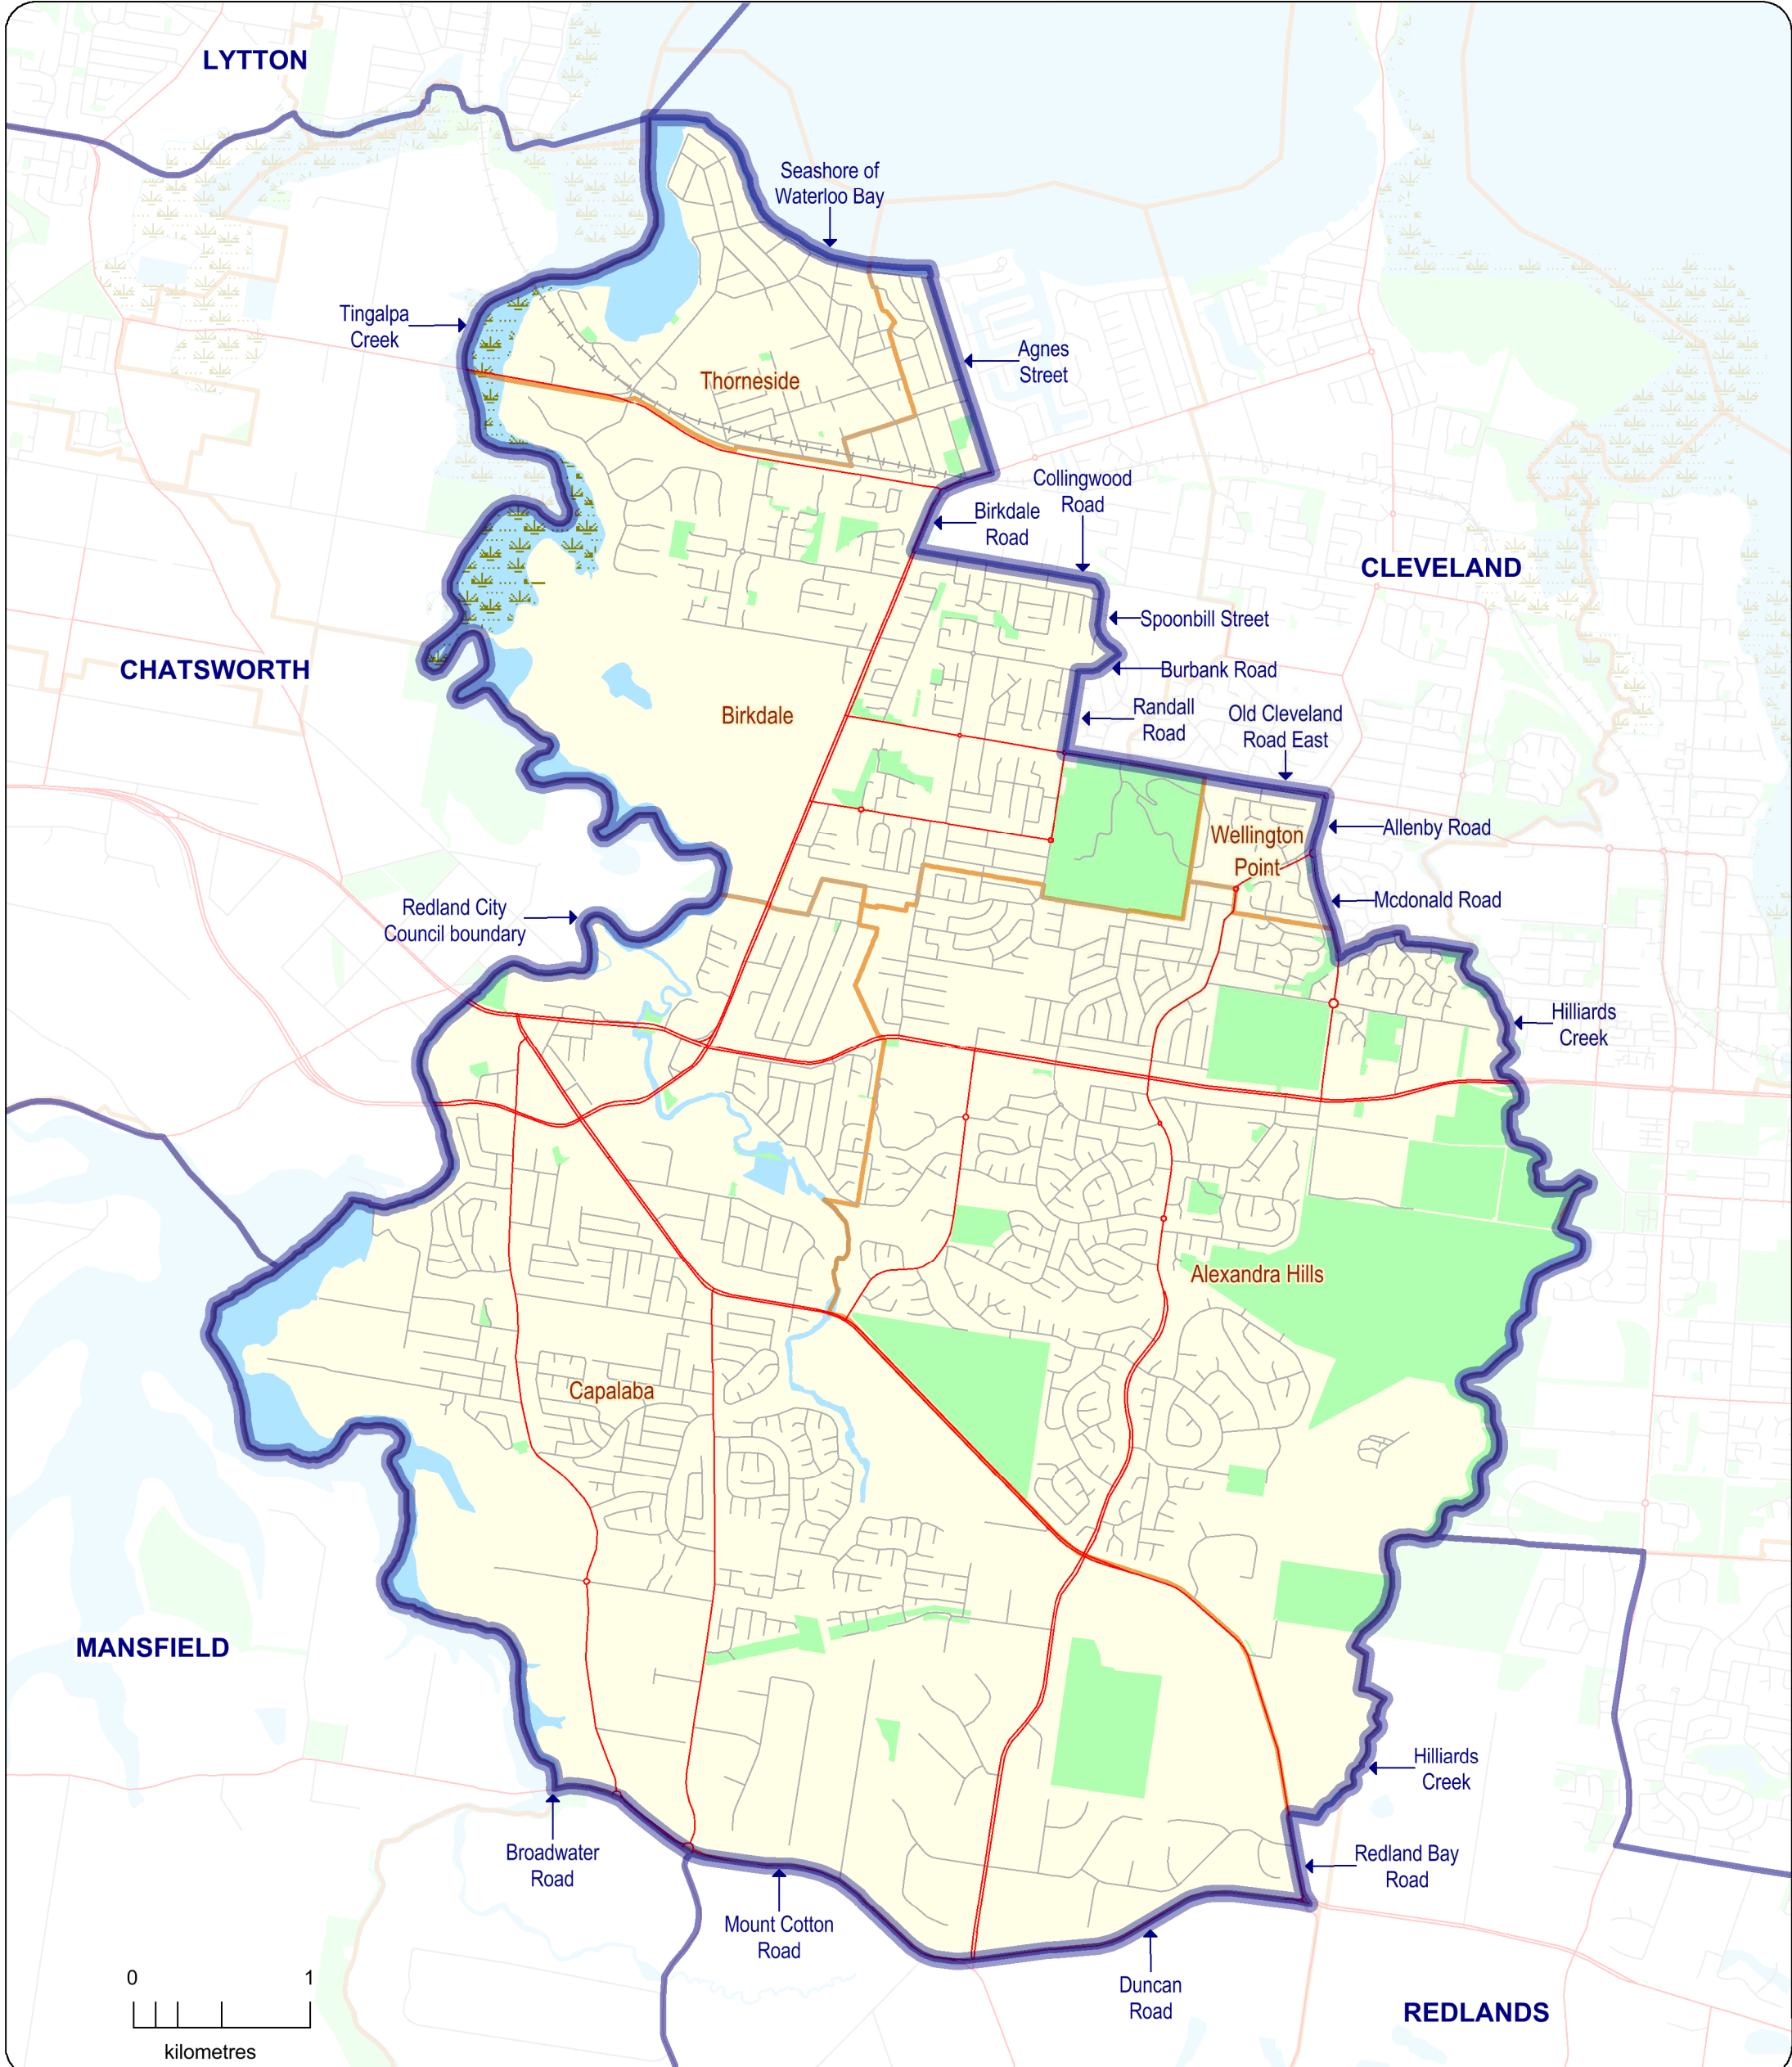 LYTTON
Seashore of
Waterloo Bay
Tingalpa
Creek
Agnes
Street
Thorneside
Collingwood
Road
Birkdale
Road
CLEVELAND
Spoonbill Street
CHATSWORTH
Burbank Road
Birkdale
Randall
Road
Old Cleveland
Road East
Wellington
Point
Allenby Road
Redland City
Council boundary
Mcdonald Road
Hilliards
Creek
Alexandra Hills
Capalaba
MANSFIELD
Hilliards
Creek
Broadwater
Road
Redland Bay
Road
Mount Cotton
Road
Duncan
Road
REDLANDS
0 1
kilometres